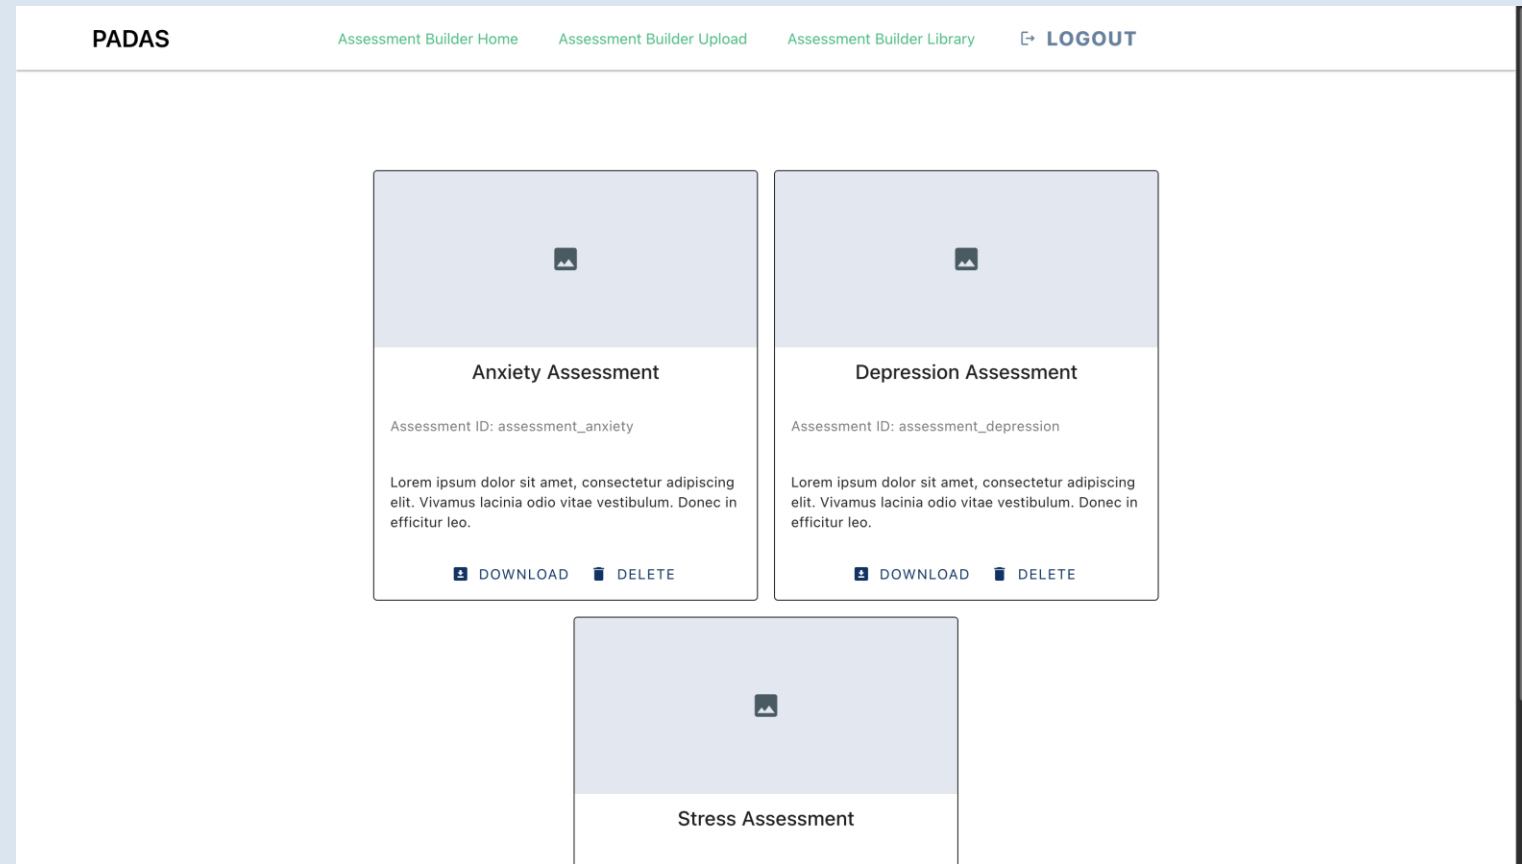 PADAS
Assessment Builder Home
Assessment Builder Upload
Assessment Builder Library
LOGOUT
Anxiety Assessment
Assessment ID: assessment_anxiety
Lorem ipsum dolor sit amet, consectetur adipiscing
elit. Vivamus lacinia odio vitae vestibulum. Donec in
efficitur leo.
DOWNLOAD
DELETE
Depression Assessment
Assessment ID: assessment_depression
Lorem ipsum dolor sit amet, consectetur adipiscing
elit. Vivamus lacinia odio vitae vestibulum. Donec in
efficitur leo.
DOWNLOAD
DELETE
Stress Assessment